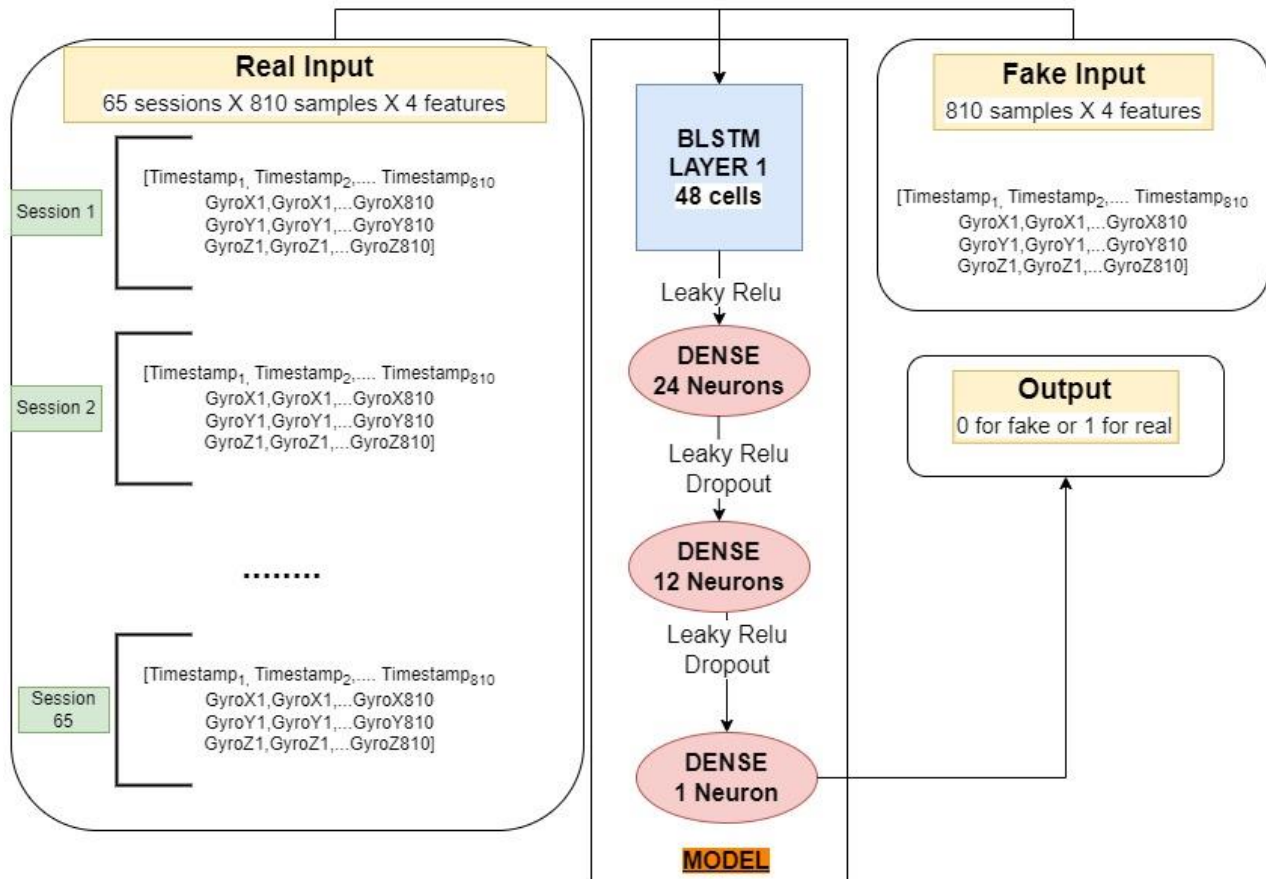 Real Input
65 sessions X 810 samples X 4 features
Session 1
[Timestamp1, Timestamp2,.... Timestamp810
GyroX1,GyroX1,...GyroX810
GyroY1,GyroY1,...GyroY810
GyroZ1,GyroZ1,...GyroZ810]
Session 2
[Timestamp1, Timestamp2,.... Timestamp810
GyroX1,GyroX1,...GyroX810
GyroY1,GyroY1,...GyroY810
GyroZ1,GyroZ1,...GyroZ810]
........
Session
65
[Timestamp1, Timestamp2,.... Timestamp810
GyroX1,GyroX1,...GyroX810
GyroY1,GyroY1,...GyroY810
GyroZ1,GyroZ1,...GyroZ810]
BLSTM
LAYER 1
48 cells
Leaky Relu
DENSE
24 Neurons
Leaky Relu
Dropout
DENSE
12 Neurons
Leaky Relu
Dropout
DENSE
1 Neuron
MODEL
Fake Input
810 samples X 4 features
[Timestamp1, Timestamp2,.... Timestamp810
GyroX1,GyroX1,...GyroX810
GyroY1,GyroY1,...GyroY810
GyroZ1,GyroZ1,...GyroZ810]
Output
0 for fake or 1 for real